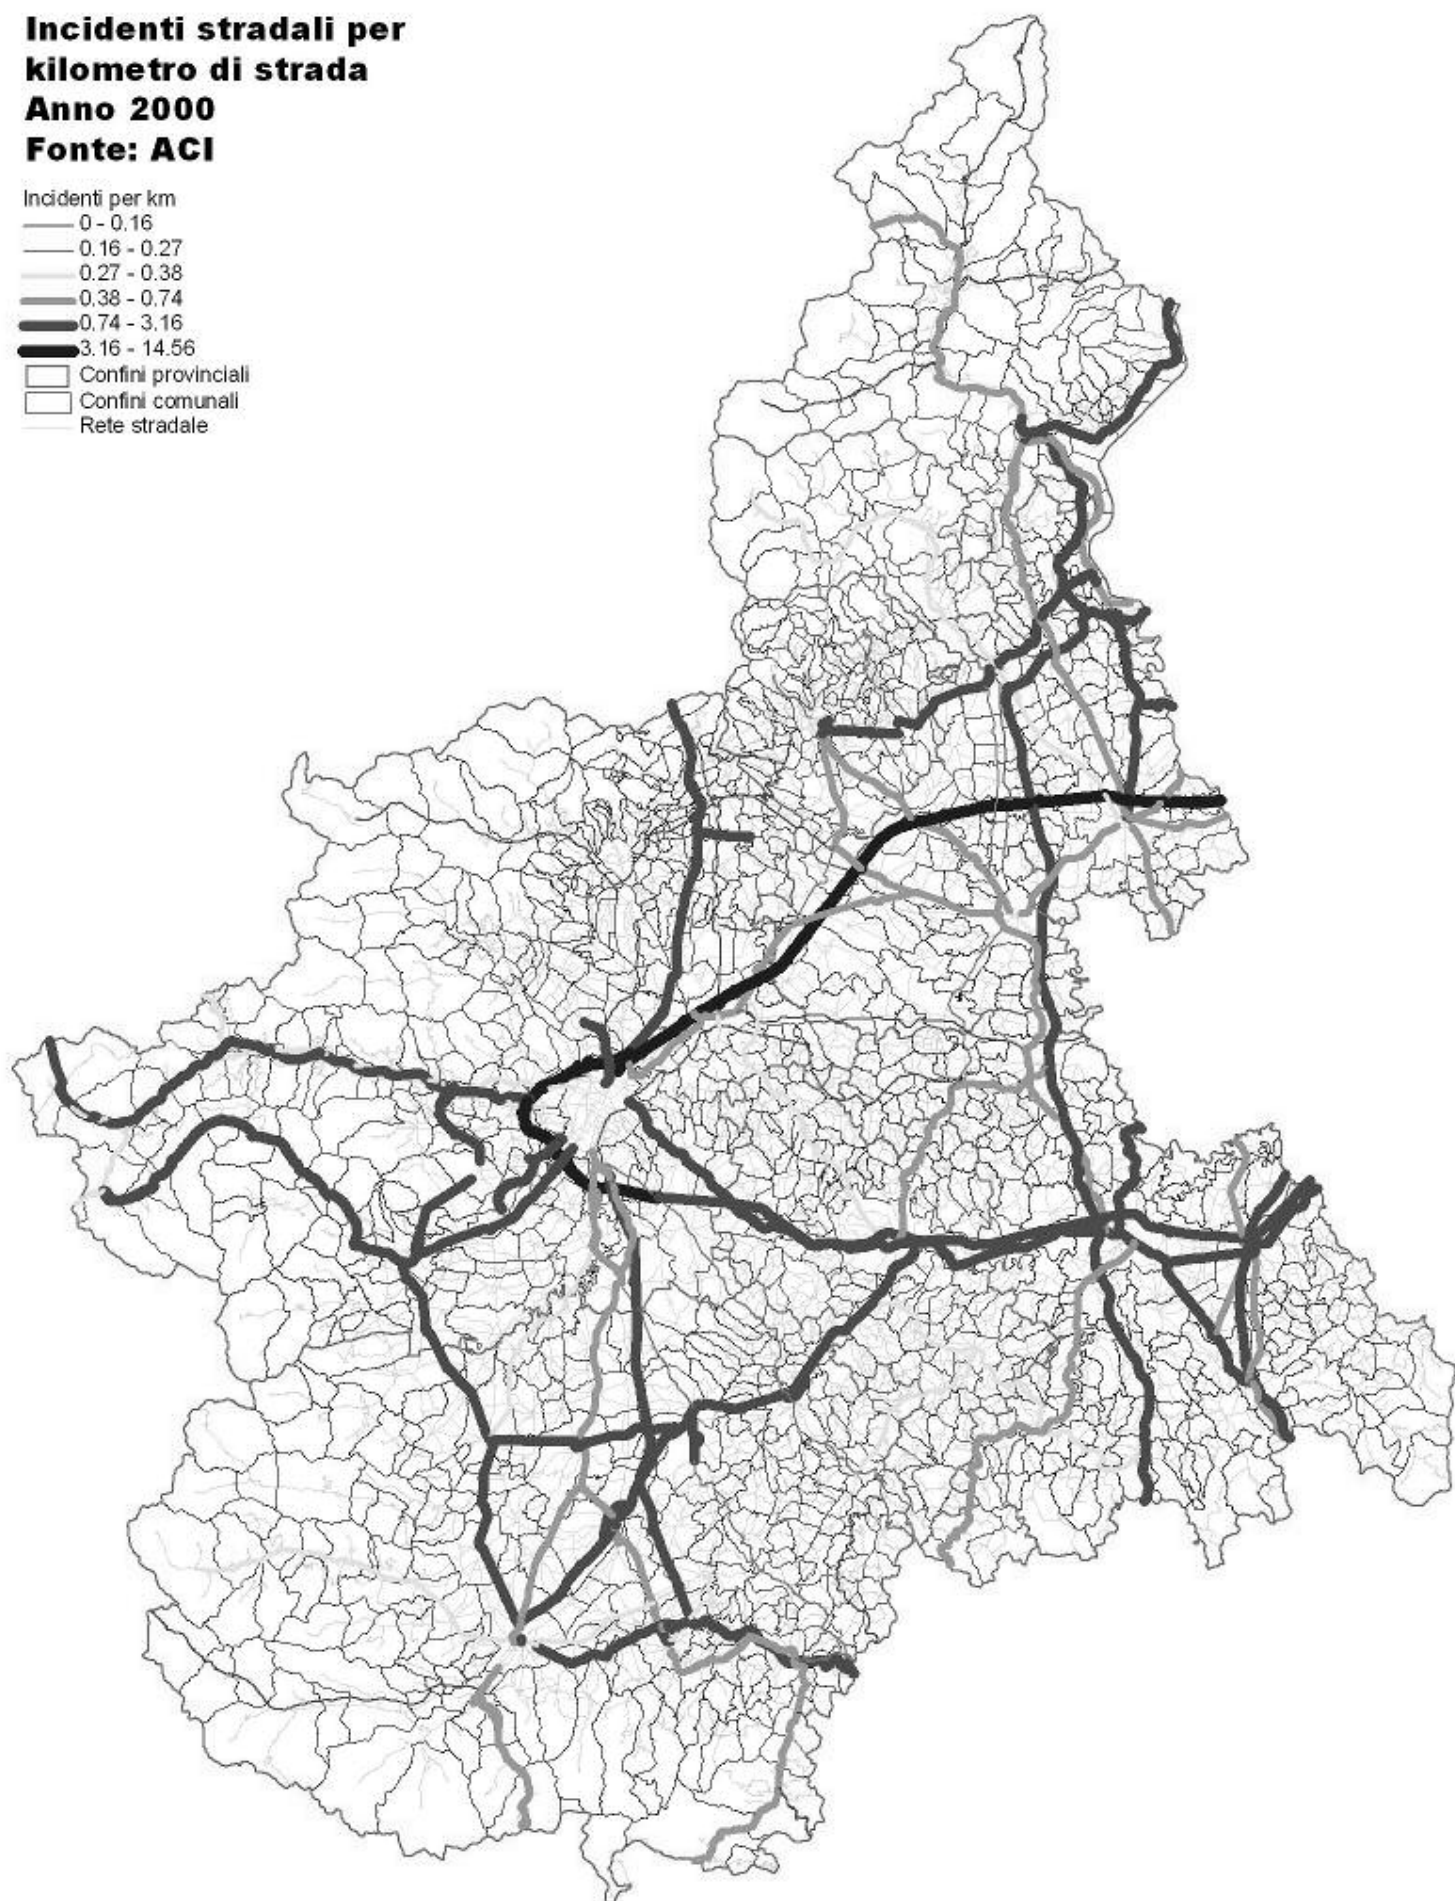 Incidenti stradali per
kilometro di strada
Anno 2000
Fonte: ACI
Incidenti per km
0 - 0.16
0.16 - 0.27
0.27 - 0.38
0.38 - 0.74
0.74 - 3.16
3.16 - 14.56
Confini provinciali
Confini comunali
Rete stradale